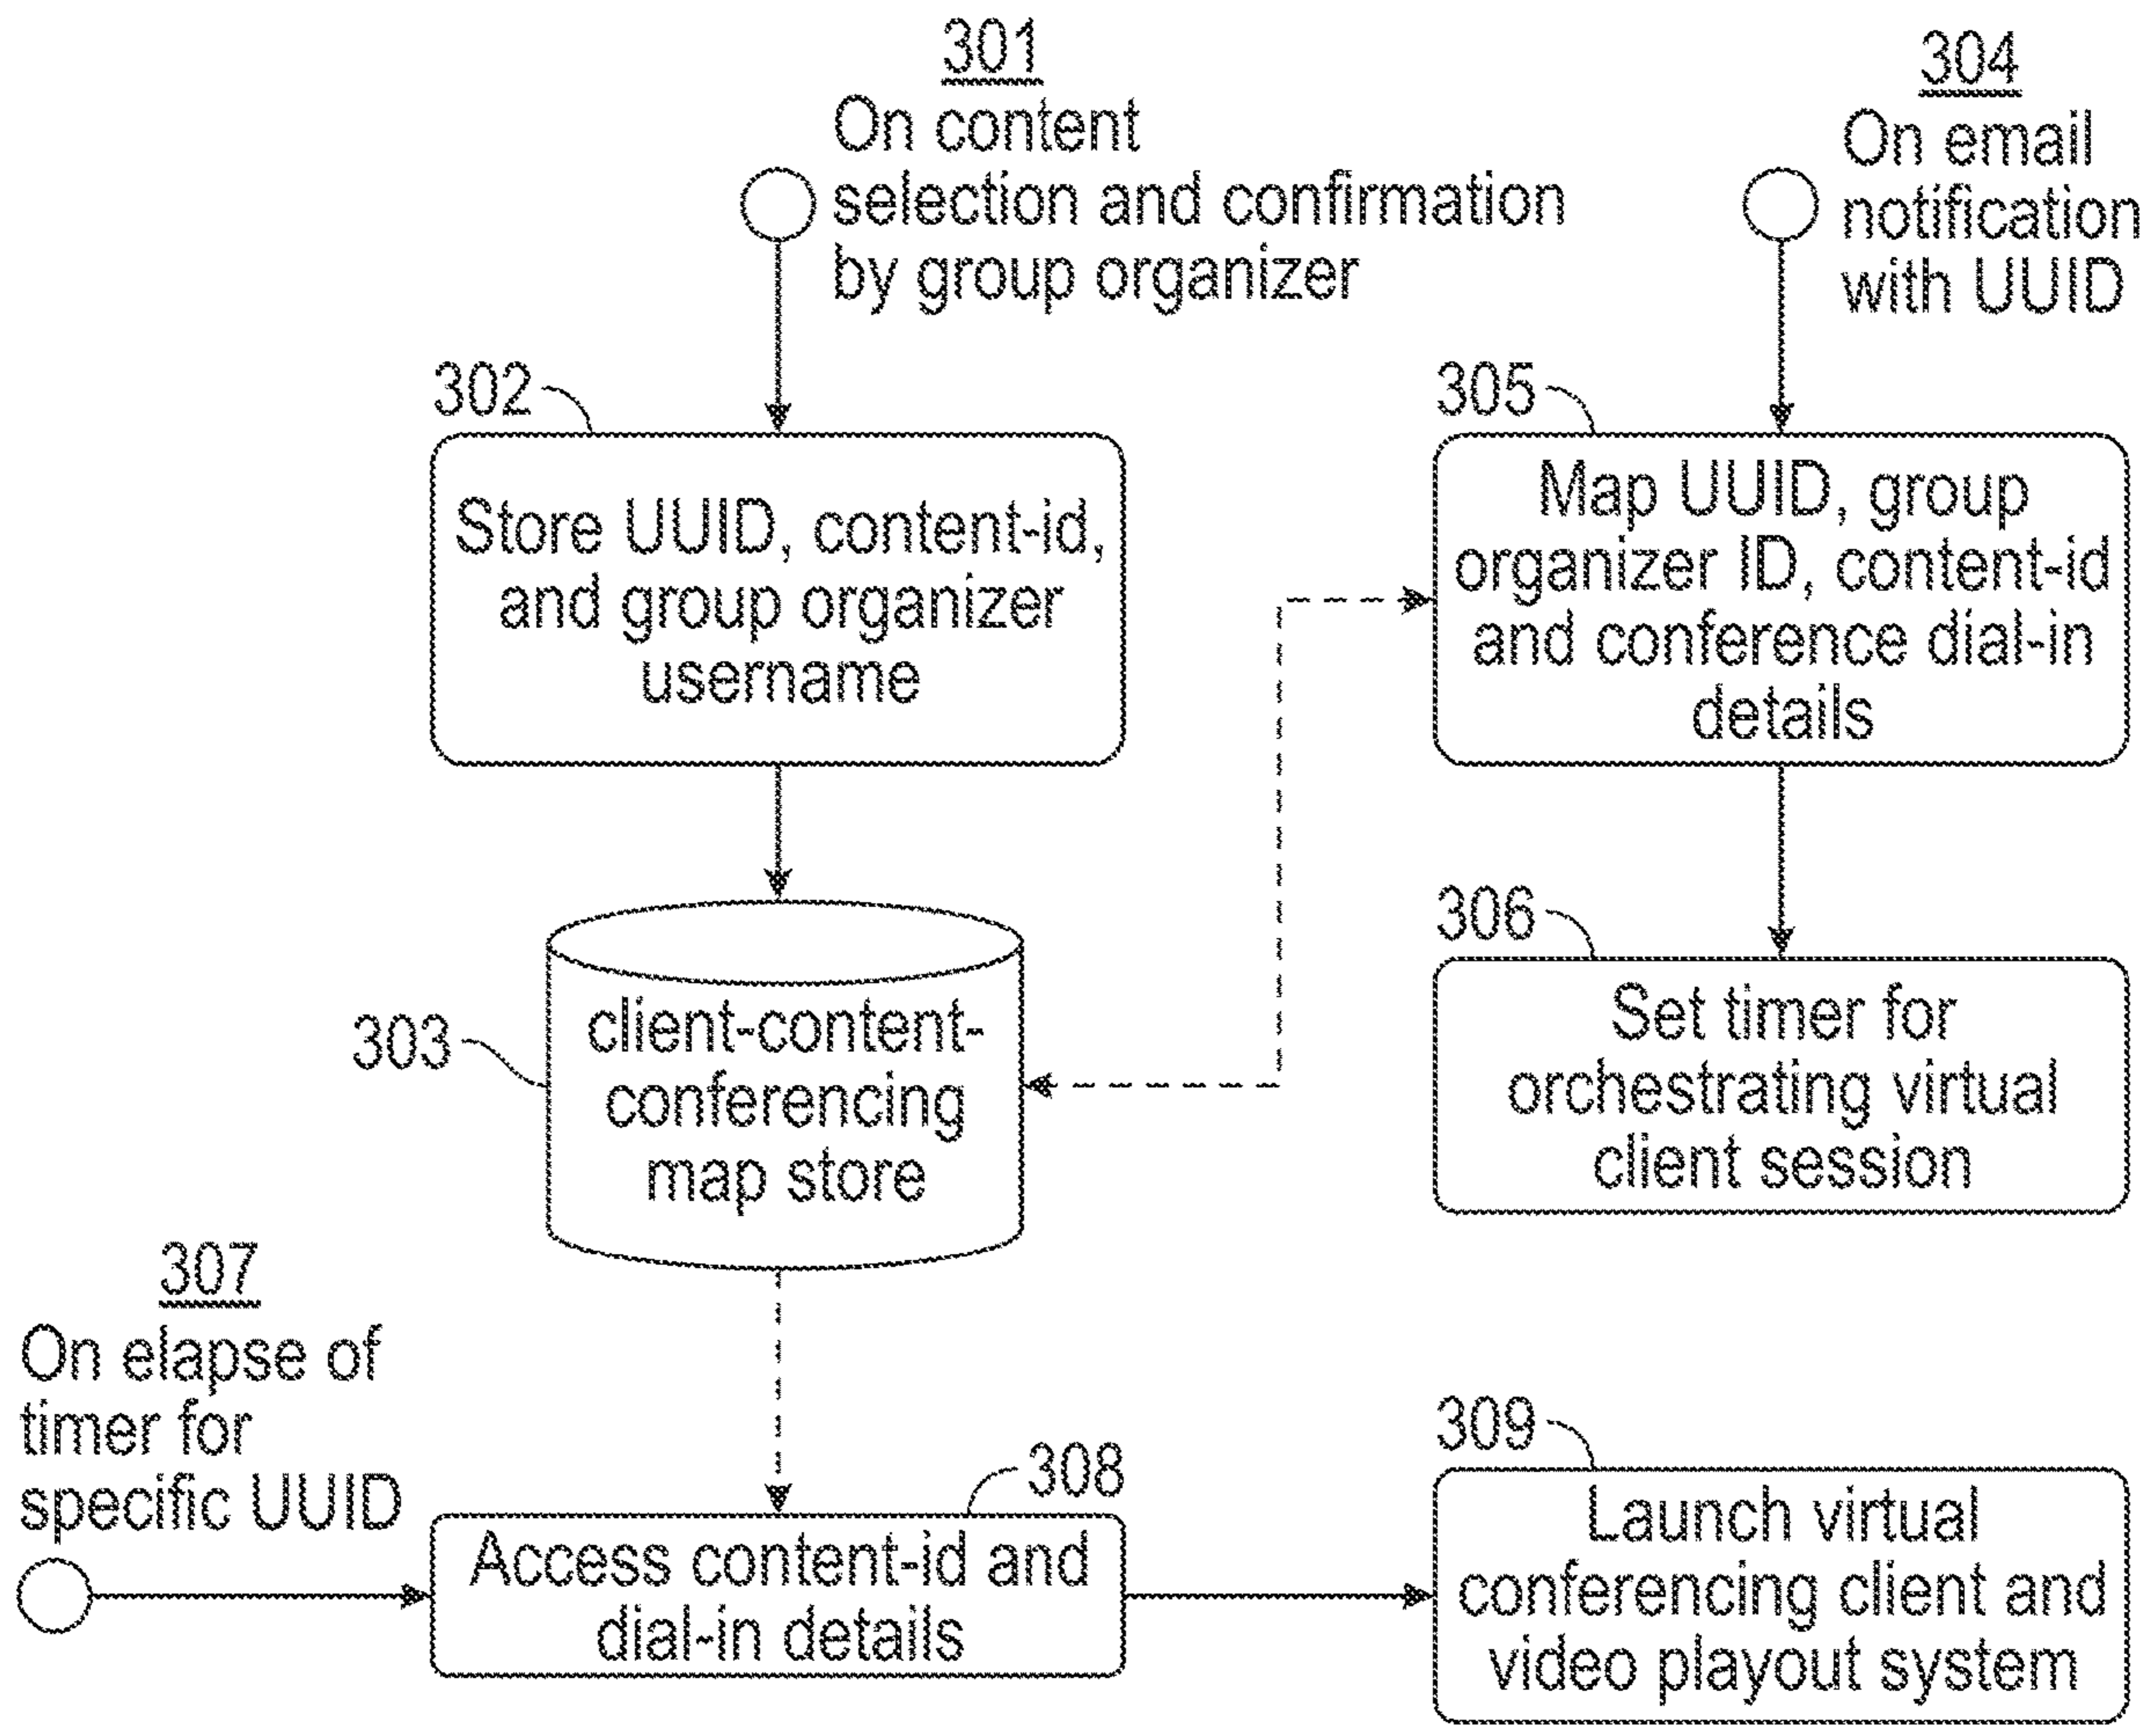 301
On content
selection and confirmation
by group organizer
304
On email
notification
with UUID
302
Store UUID, content-id,
and group organizer
username
305
Map UUID, group
organizer ID, content-id
and conference dial-in
details
303
client-content-
conferencing
map store
306
Set timer for
orchestrating virtual
client session
307
On elapse of
timer for
specific UUID
308
Access content-id and
dial-in details
309
Launch virtual
conferencing client and
video playout system